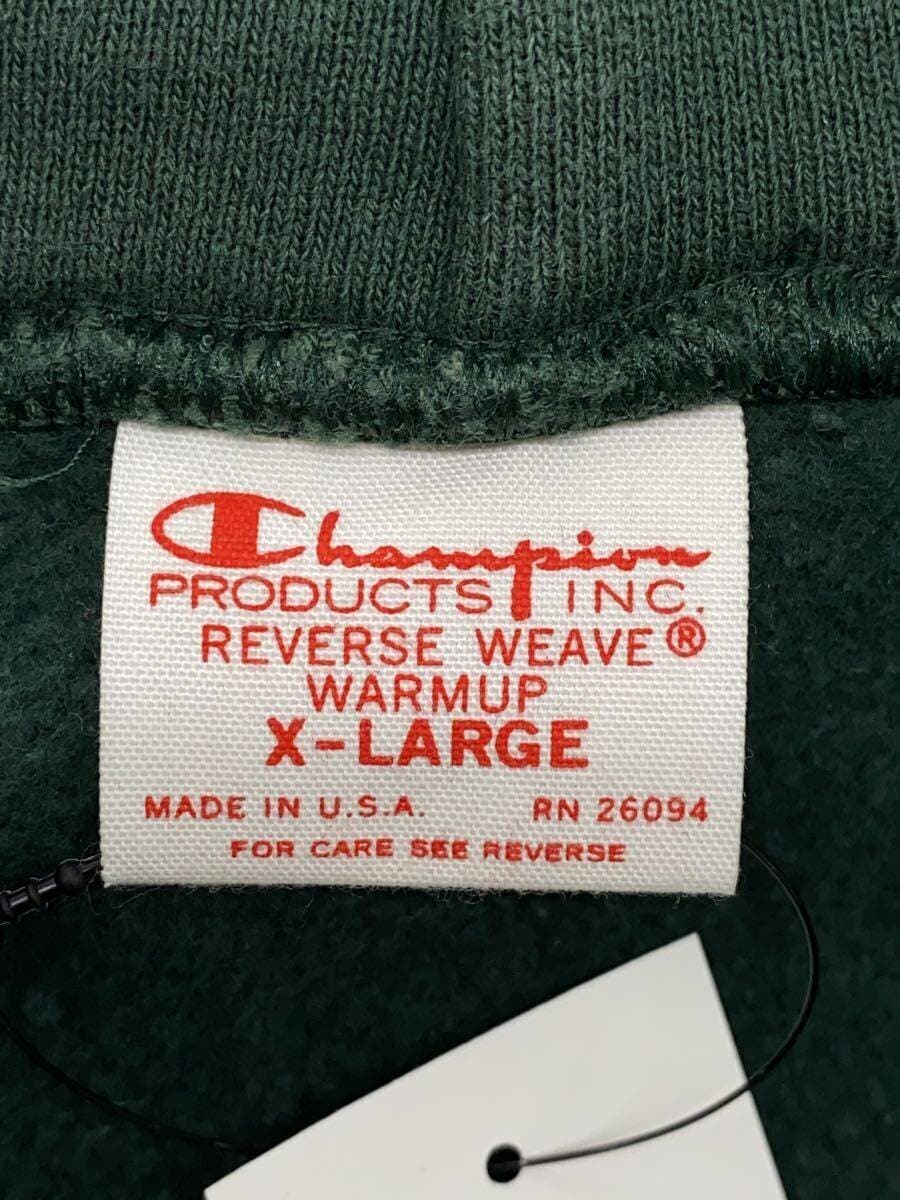 Champion
PRODUCTS INC.
REVERSE WEAVE®
WARMUP
X-LARGE
MADE IN U.S.A. RN 26094
FOR CARE SEE REVERSE